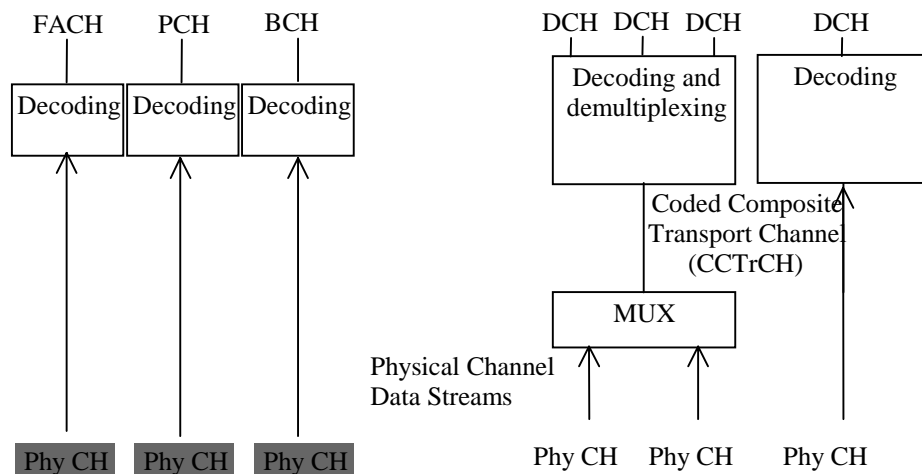 FACH PCH BCH DCH DCH DCH DCH
Decoding Decoding Decoding
Decoding and
demultiplexing
Decoding
Coded Composite
Transport Channel
(CCTrCH)
MUX
Physical Channel
Data Streams
Phy CH Phy CH Phy CH Phy CH Phy CH Phy CH